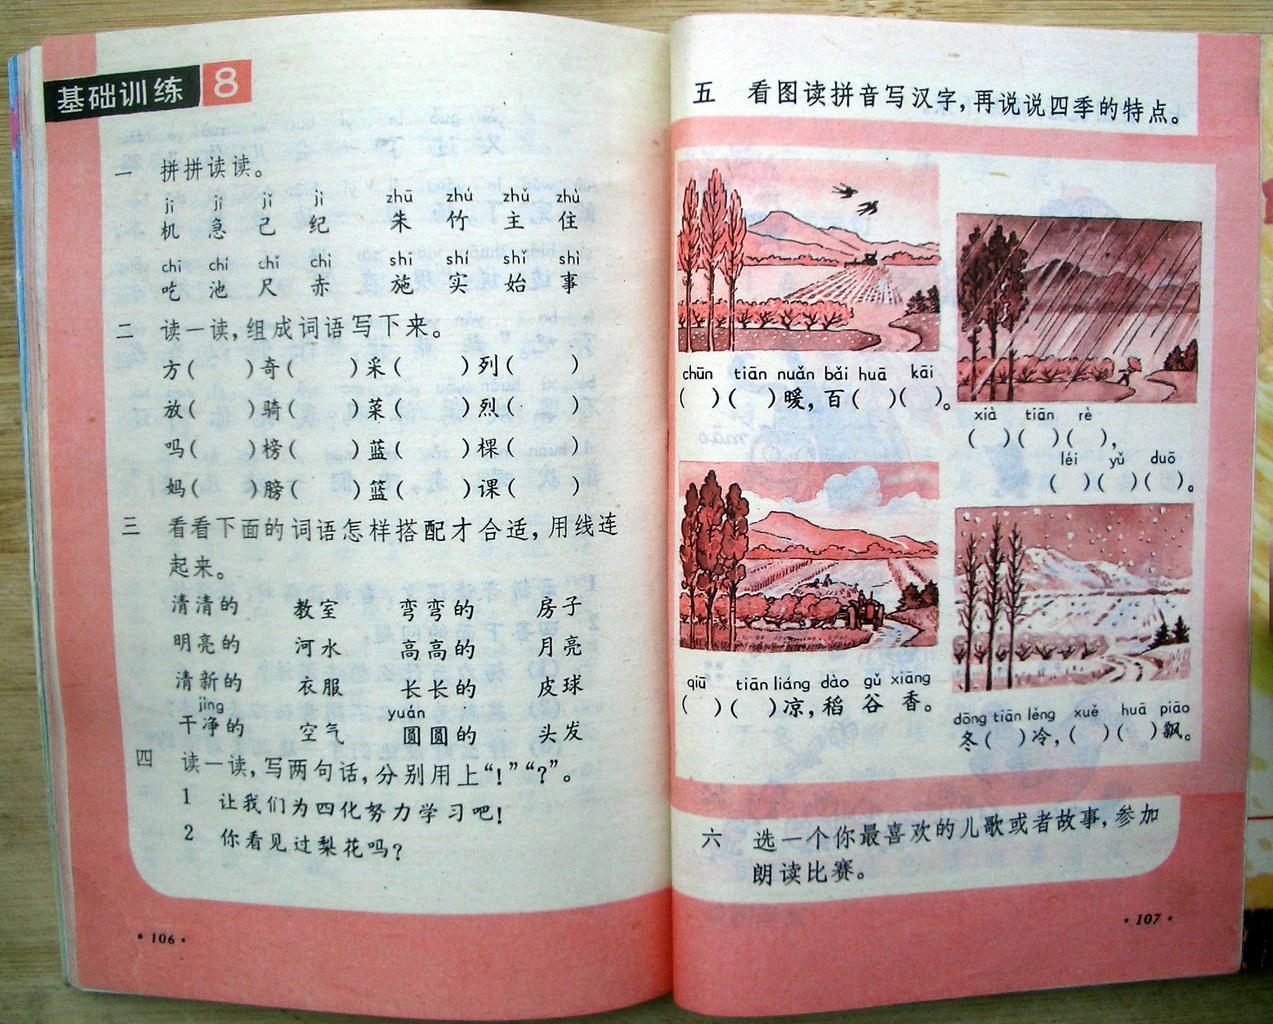 基础训练 8
一 拼拼读读。
jī jí jǐ jì zhū zhú zhǔ zhù
机 急 己 纪 朱 竹 主 住
chī chí chǐ chì shī shí shǐ shì
吃 池 尺 赤 施 实 始 事
二 读一读,组成词语写下来。
方( )奇( )采( )列( )
放( )骑( )菜( )烈( )
吗( )榜( )蓝( )棵( )
妈( )膀( )篮( )课( )
三 看看下面的词语怎样搭配才合适,用线连
起来。
清清的 教室 弯弯的 房子
明亮的 河水 高高的 月亮
清新的 衣服 长长的 皮球
jìng yuán
干净的 空气 圆圆的 头发
四 读一读,写两句话,分别用上“!”“?”。
1 让我们为四化努力学习吧!
2 你看见过梨花吗?
·106·
五 看图读拼音写汉字,再说说四季的特点。
chūn tiān nuǎn bǎi huā kāi
( )( )暖,百( )( )。
xià tiān rè
( )( )( ),
léi yǔ duō
( )( )( )。
qiū tiān liáng dào gǔ xiāng
( )( )凉,稻谷香。
dōng tiān lěng xuě huā piāo
冬( )冷,( )( )飘。
六 选一个你最喜欢的儿歌或者故事,参加
朗读比赛。
·107·